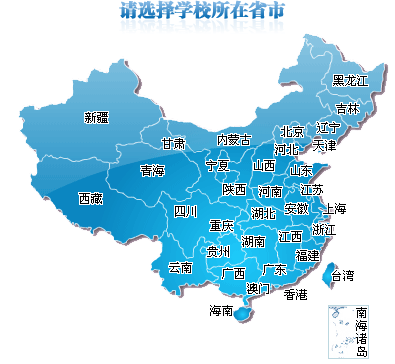 请选择学校所在省市
黑龙江
吉林
新疆
辽宁
北京
内蒙古
甘肃
天津
河北
宁夏
山西
山东
青海
陕西
河南
江苏
西藏
四川
湖北
安徽
上海
重庆
浙江
江西
湖南
贵州
福建
云南
广西
广东
台湾
澳门
香港
海南
南海诸岛